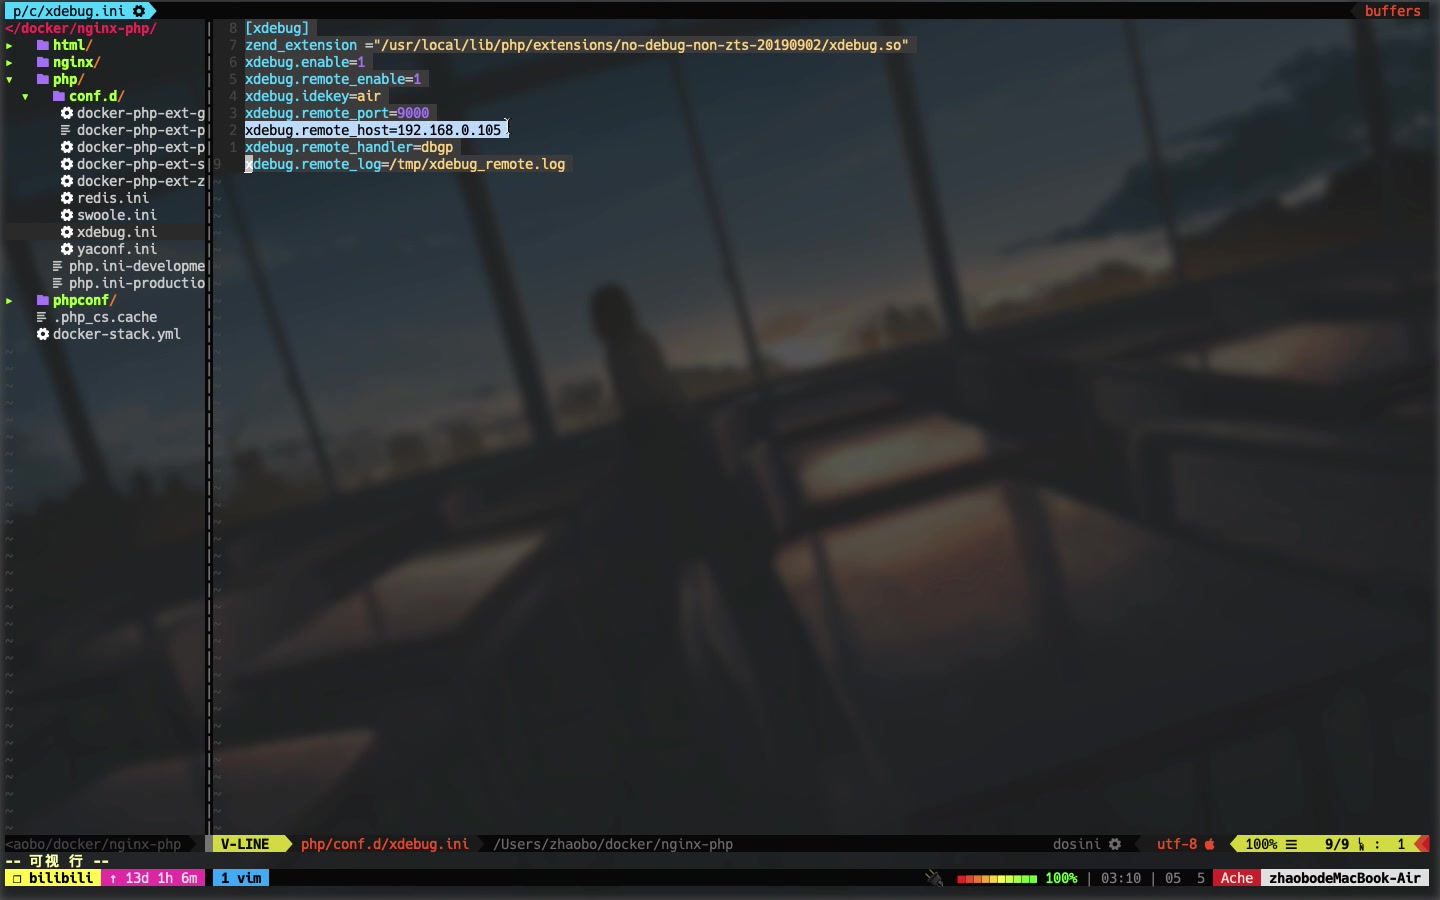 p/c/xdebug.ini
buffers
</docker/nginx-php/
html/
nginx/
php/
conf.d/
docker-php-ext-g
docker-php-ext-p
docker-php-ext-p
docker-php-ext-s
docker-php-ext-z
redis.ini
swoole.ini
xdebug.ini
yaconf.ini
php.ini-developme
php.ini-productio
phpconf/
.php_cs.cache
docker-stack.yml
8 [xdebug]
7 zend_extension ="/usr/local/lib/php/extensions/no-debug-non-zts-20190902/xdebug.so"
6 xdebug.enable=1
5 xdebug.remote_enable=1
4 xdebug.idekey=air
3 xdebug.remote_port=9000
2 xdebug.remote_host=192.168.0.105
1 xdebug.remote_handler=dbgp
9 xdebug.remote_log=/tmp/xdebug_remote.log
<aobo/docker/nginx-php
V-LINE php/conf.d/xdebug.ini /Users/zhaobo/docker/nginx-php
dosini utf-8 100% ☰ 9/9 : 1
-- 可视 行 --
❐ bilibili ↑ 13d 1h 6m 1 vim
100% | 03:10 | 05 5 Ache zhaobodeMacBook-Air